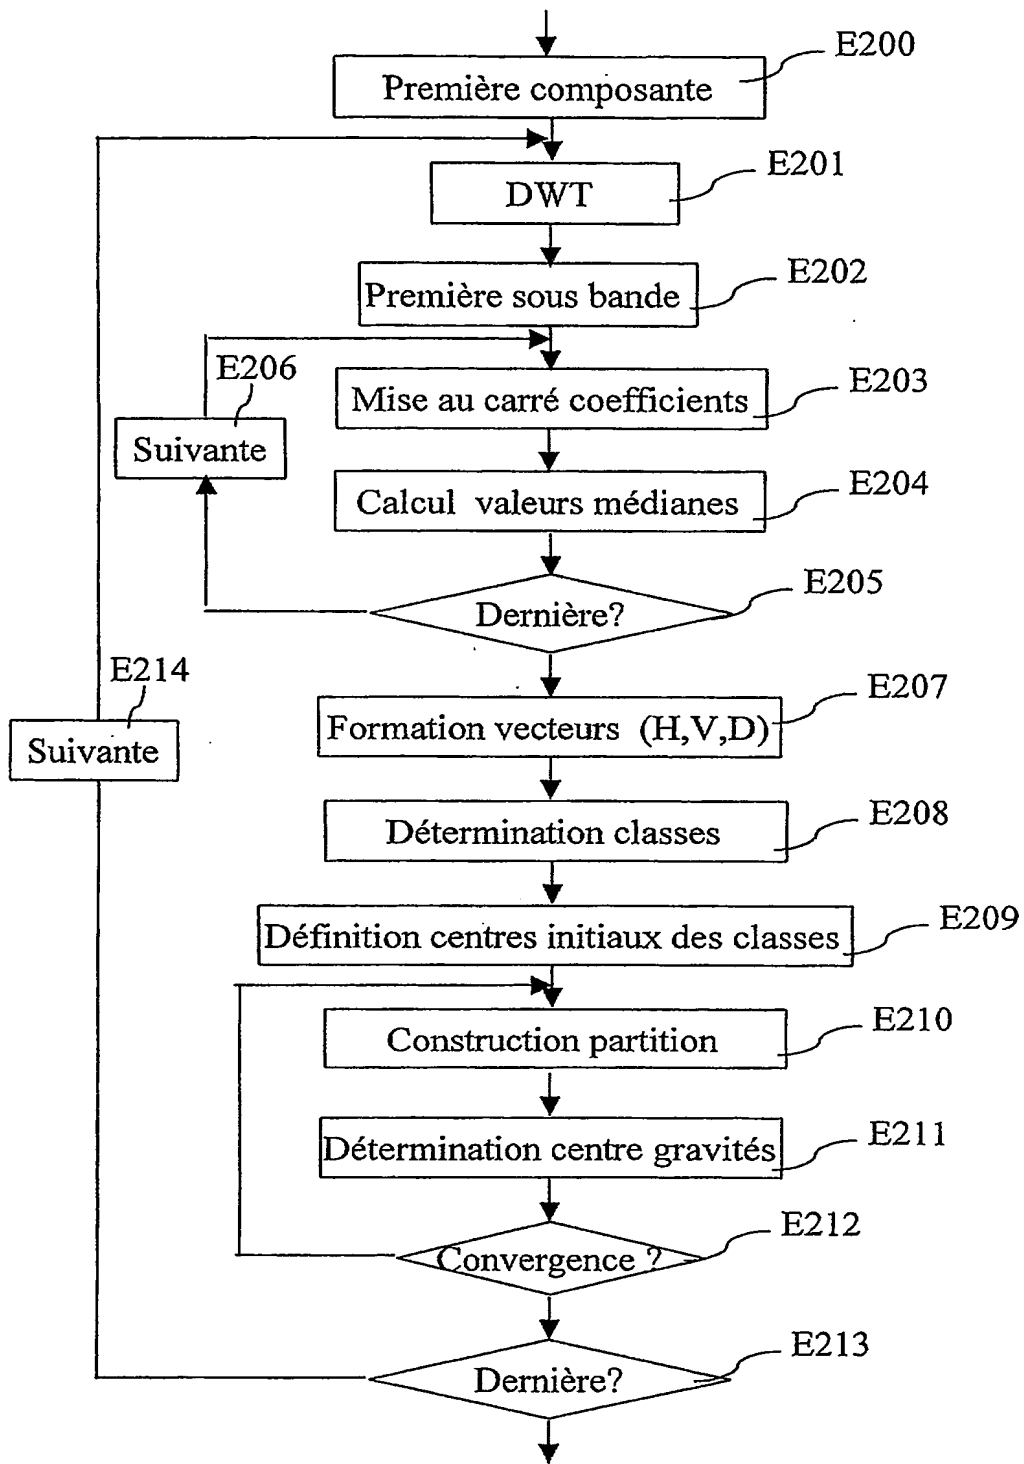 E200
Première composante
E201
DWT
E202
Première sous bande
E206
E203
Mise au carré coefficients
Suivante
E204
Calcul valeurs médianes
E205
Dernière?
E214
E207
Formation vecteurs (H,V,D)
Suivante
E208
Détermination classes
E209
Définition centres initiaux des classes
E210
Construction partition
E211
Détermination centre gravités
E212
Convergence ?
E213
Dernière?